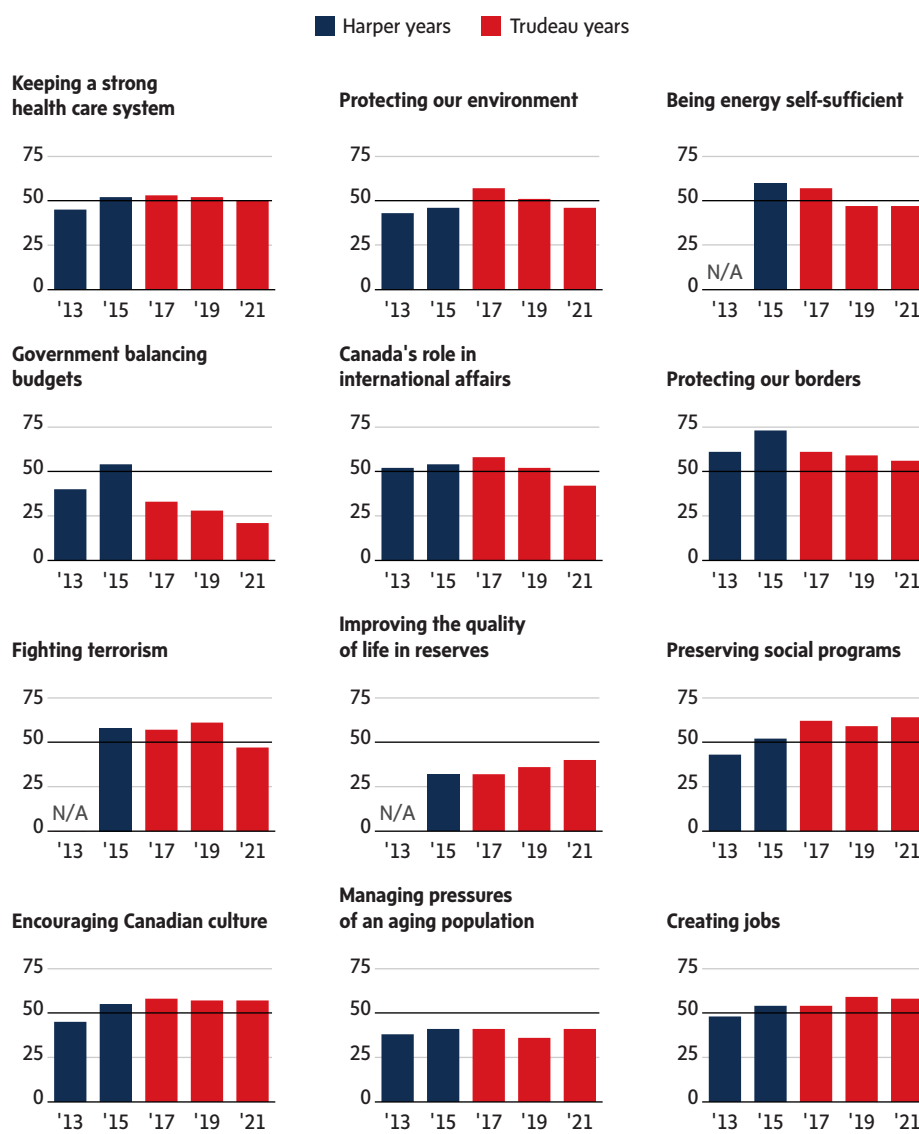 Harper years Trudeau years
Keeping a strong
health care system
75
50
25
0
'13 '15 '17 '19 '21
Protecting our environment
75
50
25
0
'13 '15 '17 '19 '21
Being energy self-sufficient
75
50
25
0
N/A
'13 '15 '17 '19 '21
Government balancing
budgets
75
50
25
0
'13 '15 '17 '19 '21
Canada's role in
international affairs
75
50
25
0
'13 '15 '17 '19 '21
Protecting our borders
75
50
25
0
'13 '15 '17 '19 '21
Fighting terrorism
75
50
25
0
N/A
'13 '15 '17 '19 '21
Improving the quality
of life in reserves
75
50
25
0
N/A
'13 '15 '17 '19 '21
Preserving social programs
75
50
25
0
'13 '15 '17 '19 '21
Encouraging Canadian culture
75
50
25
0
'13 '15 '17 '19 '21
Managing pressures
of an aging population
75
50
25
0
'13 '15 '17 '19 '21
Creating jobs
75
50
25
0
'13 '15 '17 '19 '21